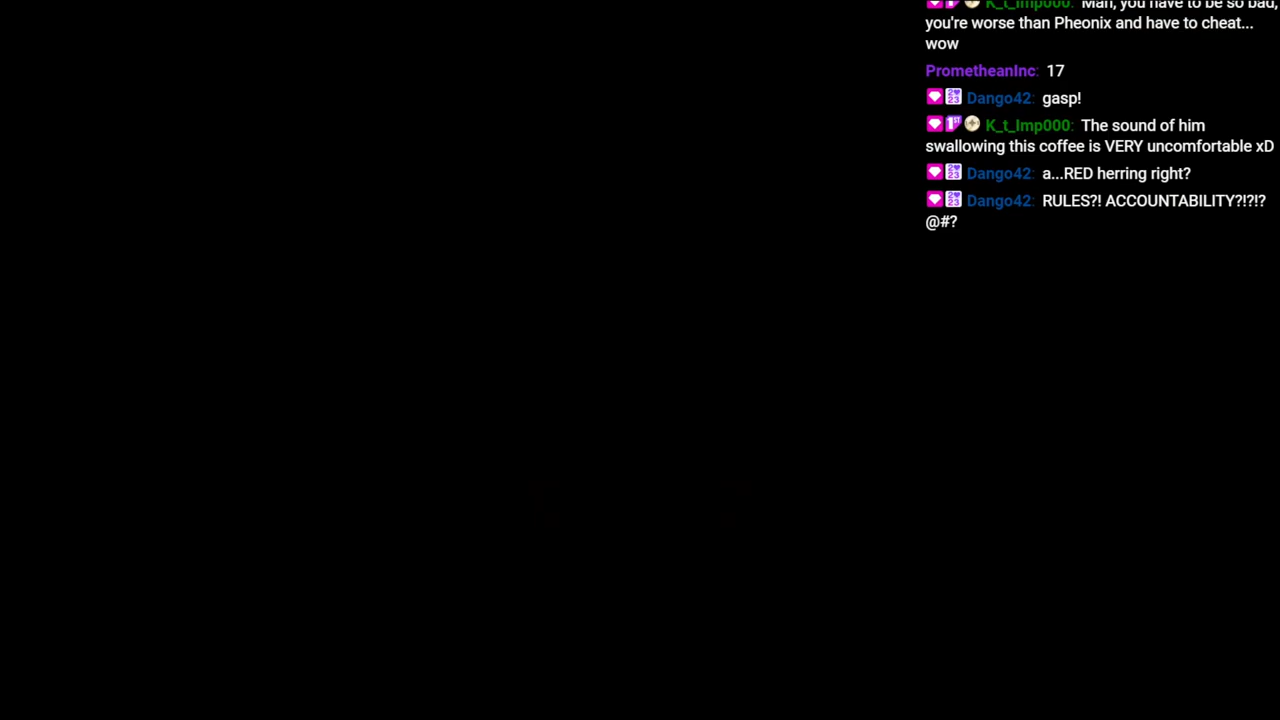 K_t_Imp000: Man, you have to be so bad,
you're worse than Pheonix and have to cheat...
wow
PrometheanInc: 17
Dango42: gasp!
K_t_Imp000: The sound of him
swallowing this coffee is VERY uncomfortable xD
Dango42: a...RED herring right?
Dango42: RULES?! ACCOUNTABILITY?!?!?
@#?